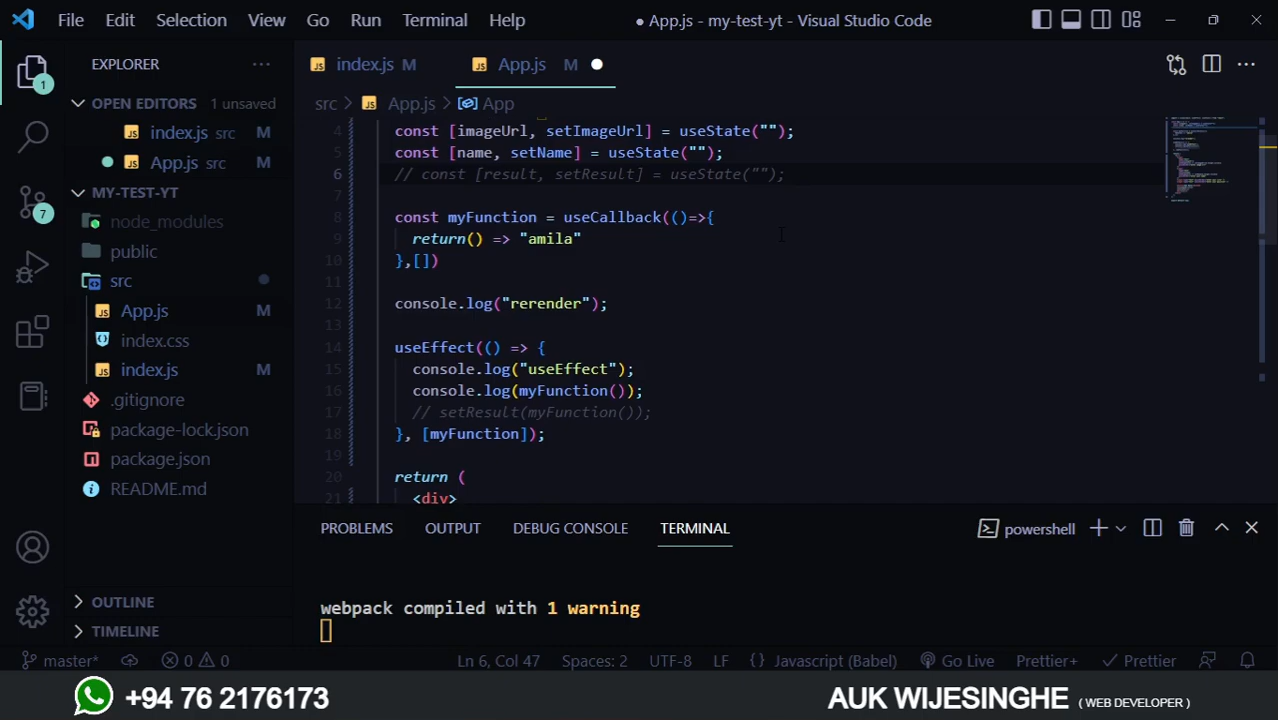 File Edit Selection View Go Run Terminal Help
● App.js - my-test-yt - Visual Studio Code
EXPLORER
OPEN EDITORS 1 unsaved
index.js src M
App.js src M
MY-TEST-YT
node_modules
public
src
App.js M
index.css
index.js M
.gitignore
package-lock.json
package.json
README.md
OUTLINE
TIMELINE
1
7
index.js M
App.js M
src > App.js > App
4 const [imageUrl, setImageUrl] = useState("");
5 const [name, setName] = useState("");
6 // const [result, setResult] = useState("");
7
8 const myFunction = useCallback(()=>{
9 return() => "amila"
10 },[])
11
12 console.log("rerender");
13
14 useEffect(() => {
15 console.log("useEffect");
16 console.log(myFunction());
17 // setResult(myFunction());
18 }, [myFunction]);
19
20 return (
21 <div>
PROBLEMS OUTPUT DEBUG CONSOLE TERMINAL
powershell
webpack compiled with 1 warning
master* 0 0 Ln 6, Col 47 Spaces: 2 UTF-8 LF {} Javascript (Babel) Go Live Prettier+ Prettier
+94 76 2176173
AUK WIJESINGHE ( WEB DEVELOPER )